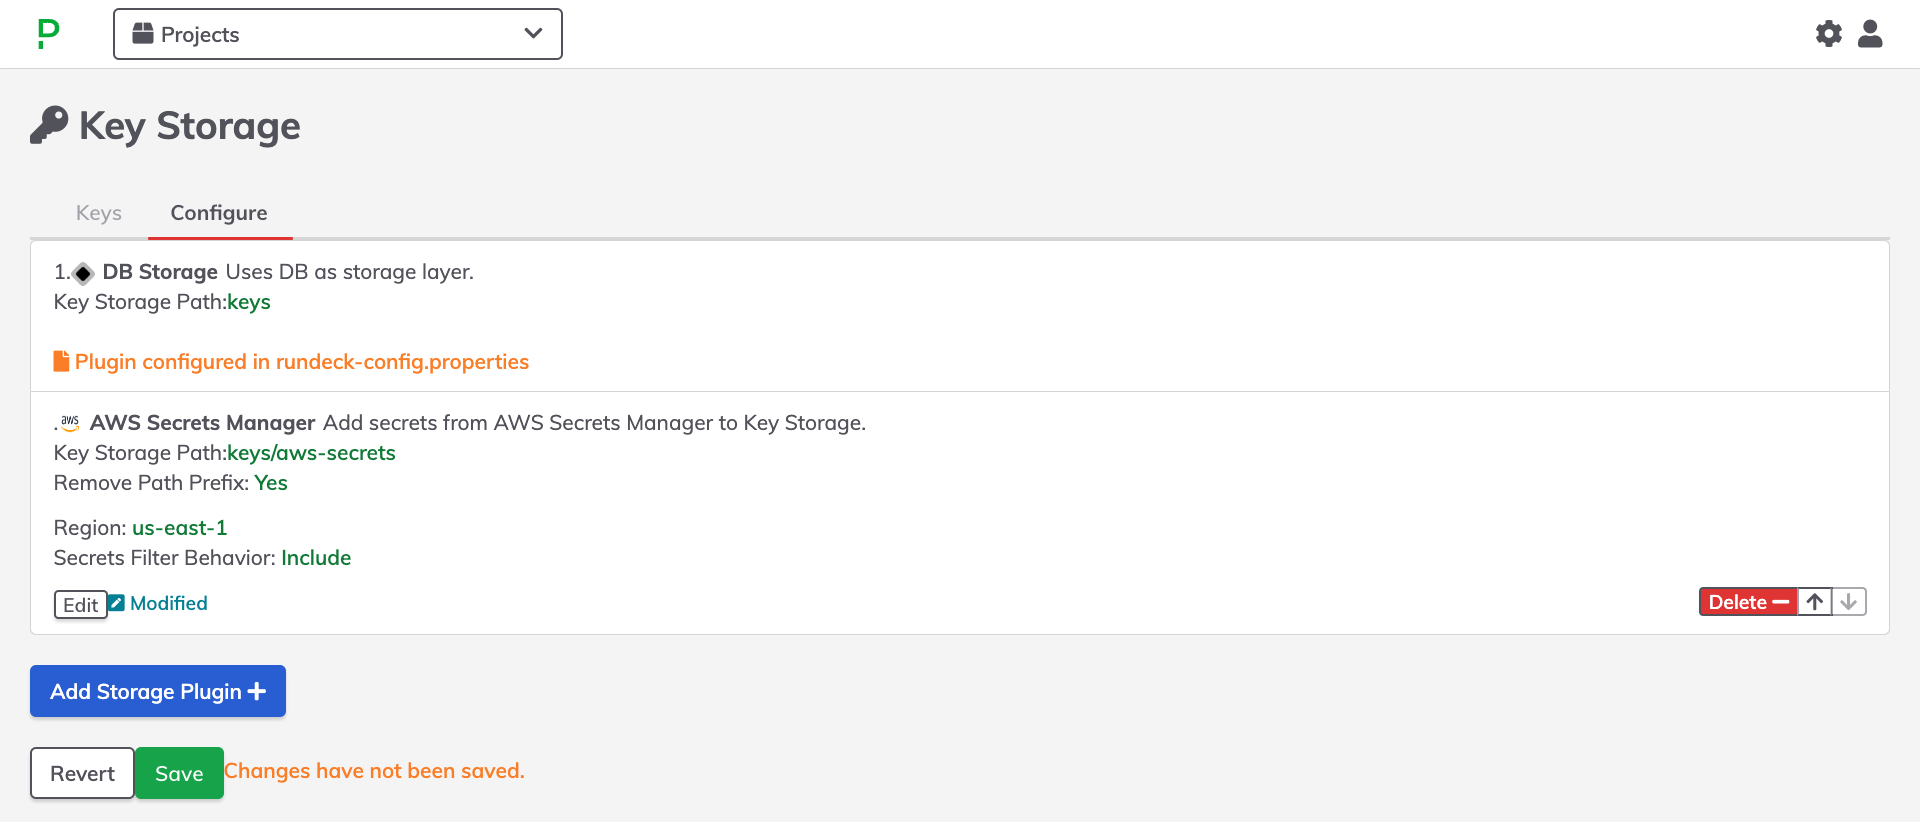 Projects
Key Storage
Keys Configure
1. DB Storage Uses DB as storage layer.
Key Storage Path:keys
Plugin configured in rundeck-config.properties
. aws AWS Secrets Manager Add secrets from AWS Secrets Manager to Key Storage.
Key Storage Path:keys/aws-secrets
Remove Path Prefix: Yes
Region: us-east-1
Secrets Filter Behavior: Include
Edit Modified Delete
Add Storage Plugin
Revert Save Changes have not been saved.